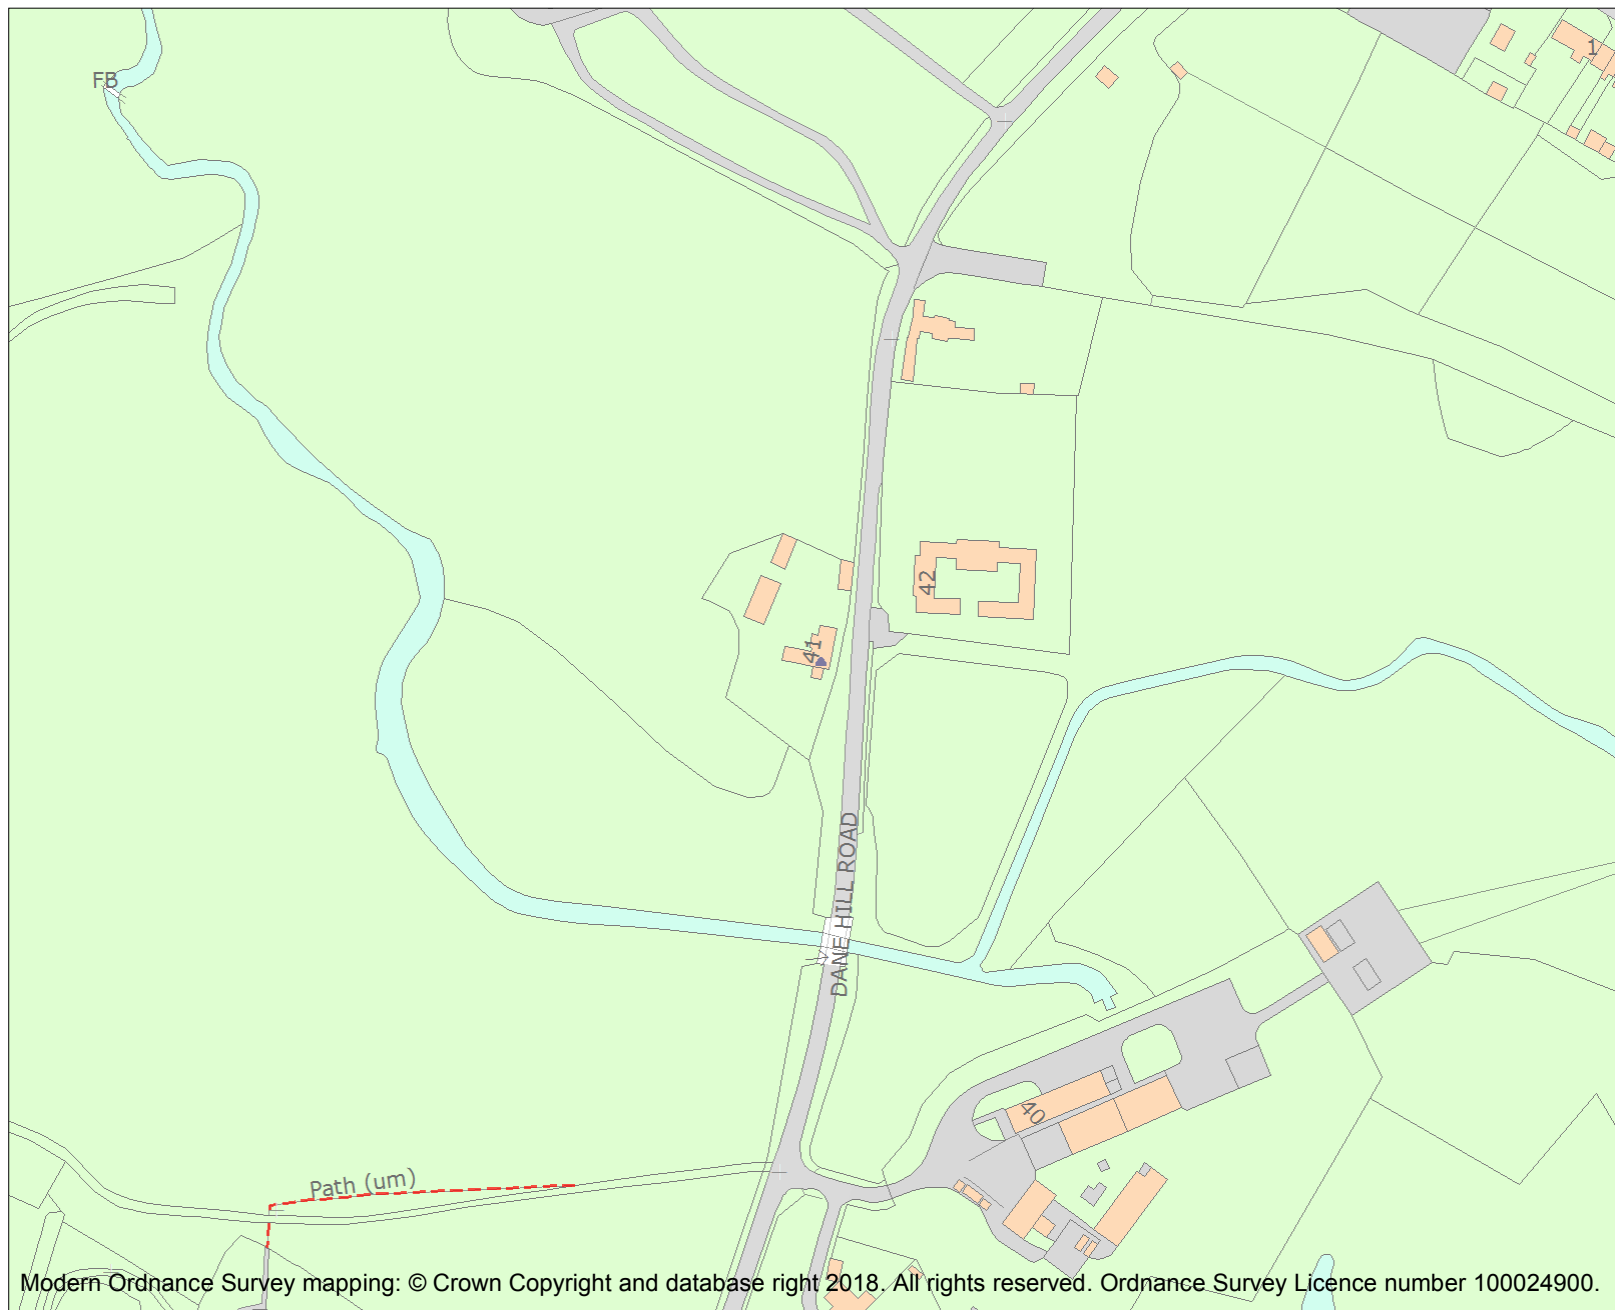 FB
1
42
41
DANE HILL ROAD
40
Path (um)
Modern Ordnance Survey mapping: © Crown Copyright and database right 2018. All rights reserved. Ordnance Survey Licence number 100024900.